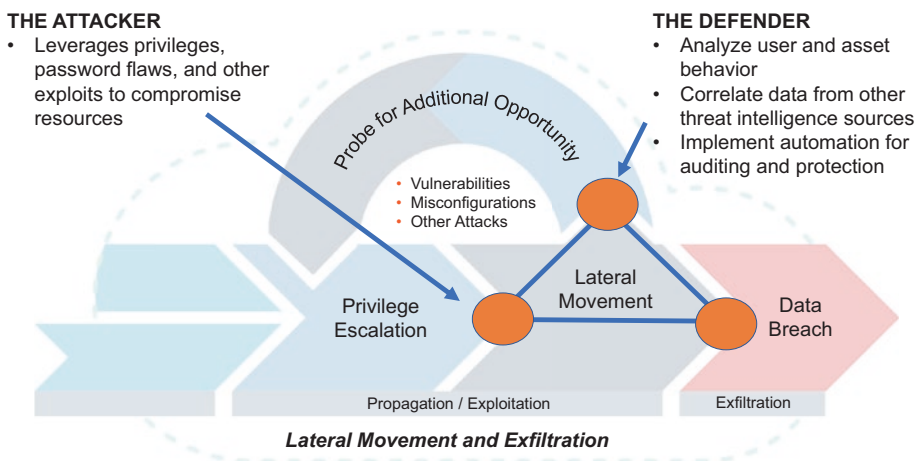 THE ATTACKER
• Leverages privileges,
password flaws, and other
exploits to compromise
resources
THE DEFENDER
• Analyze user and asset
behavior
• Correlate data from other
threat intelligence sources
• Implement automation for
auditing and protection
Probe for Additional Opportunity
• Vulnerabilities
• Misconfigurations
• Other Attacks
Privilege
Escalation
Lateral
Movement
Data
Breach
Propagation / Exploitation
Exfiltration
Lateral Movement and Exfiltration